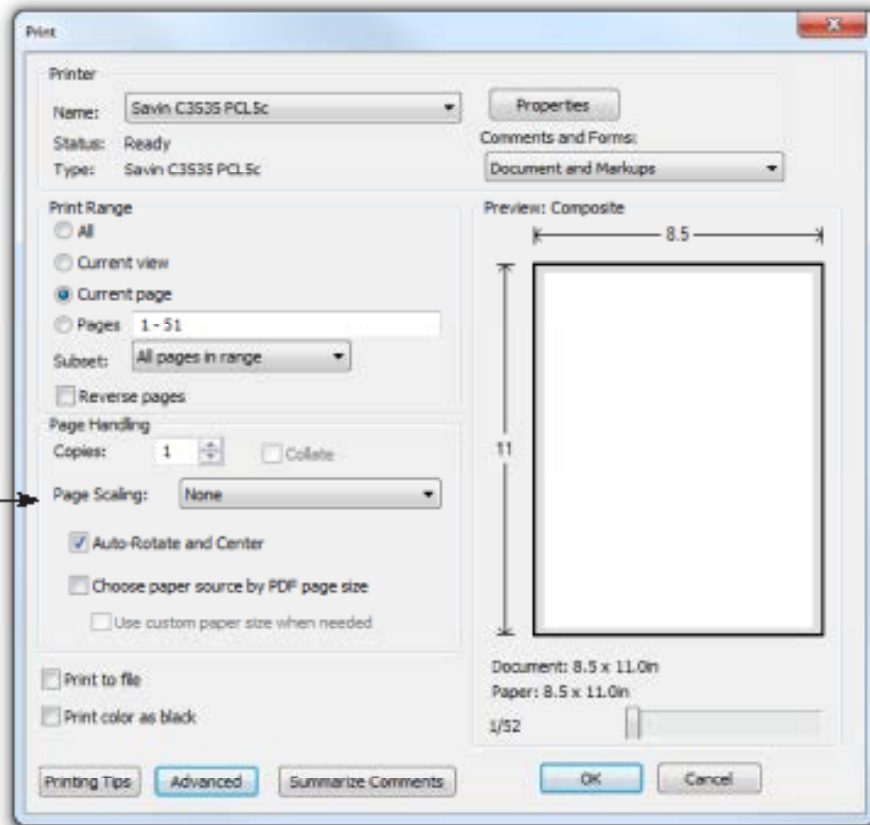 Print
Printer
Name: Savin C3535 PCL5c Properties
Status: Ready Comments and Forms:
Type: Savin C3535 PCL5c Document and Markups
Print Range
All
Current view
Current page
Pages 1 - 51
Subset: All pages in range
Reverse pages
Page Handling
Copies: 1 Collate
Page Scaling: None
Auto-Rotate and Center
Choose paper source by PDF page size
Use custom paper size when needed
Print to file
Print color as black
Preview: Composite
8.5
11
Document: 8.5 x 11.0in
Paper: 8.5 x 11.0in
1/52
Printing Tips Advanced Summarize Comments OK Cancel